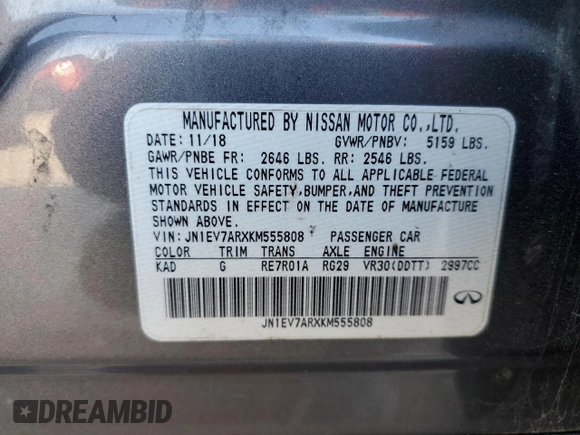 MANUFACTURED BY NISSAN MOTOR CO.,LTD.
DATE: 11/18 GVWR/PNBV: 5159 LBS.
GAWR/PNBE FR: 2646 LBS. RR: 2546 LBS.
THIS VEHICLE CONFORMS TO ALL APPLICABLE FEDERAL
MOTOR VEHICLE SAFETY,BUMPER,AND THEFT PREVENTION
STANDARDS IN EFFECT ON THE DATE OF MANUFACTURE
SHOWN ABOVE.
VIN:JN1EV7ARXKM555808 PASSENGER CAR
COLOR TRIM TRANS AXLE ENGINE
KAD G RE7R01A RG29 VR30(DDTT) 2997CC
JN1EV7ARXKM555808
DREAMBID